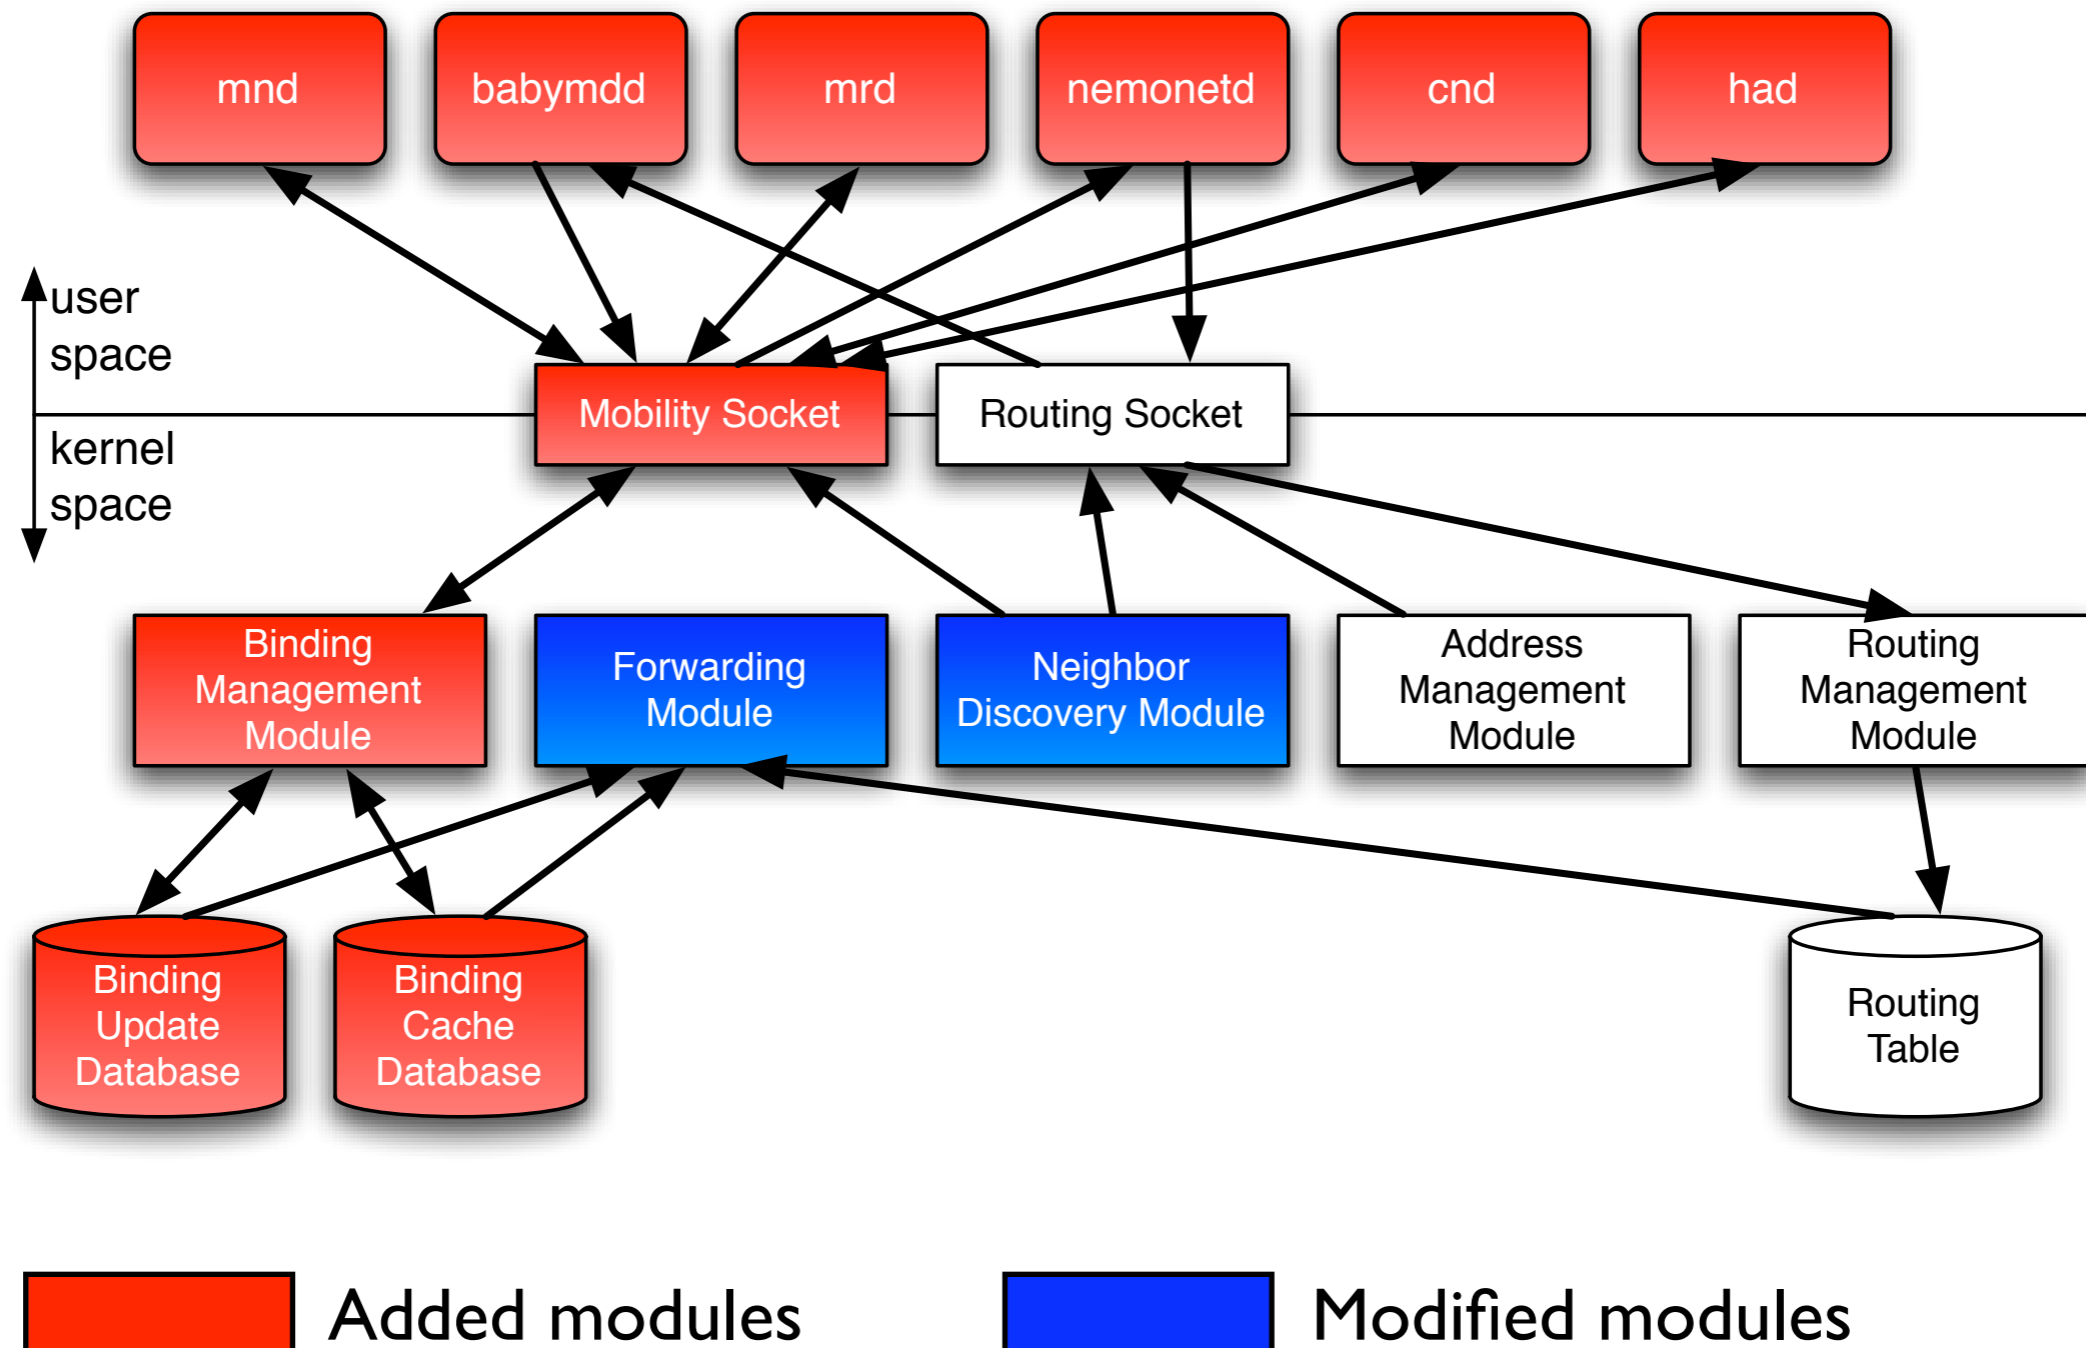 mnd
babymdd
mrd
nemonetd
cnd
had
user
space
Mobility Socket
Routing Socket
kernel
space
Binding
Management
Module
Forwarding
Module
Neighbor
Discovery Module
Address
Management
Module
Routing
Management
Module
Binding
Update
Database
Binding
Cache
Database
Routing
Table
Added modules
Modified modules